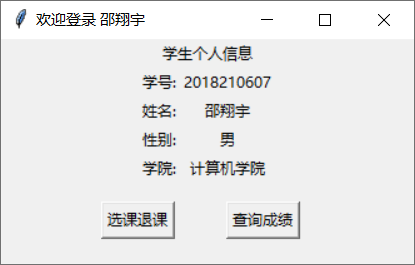 欢迎登录 邵翔宇
学生个人信息
学号: 2018210607
姓名: 邵翔宇
性别: 男
学院: 计算机学院
选课退课 查询成绩